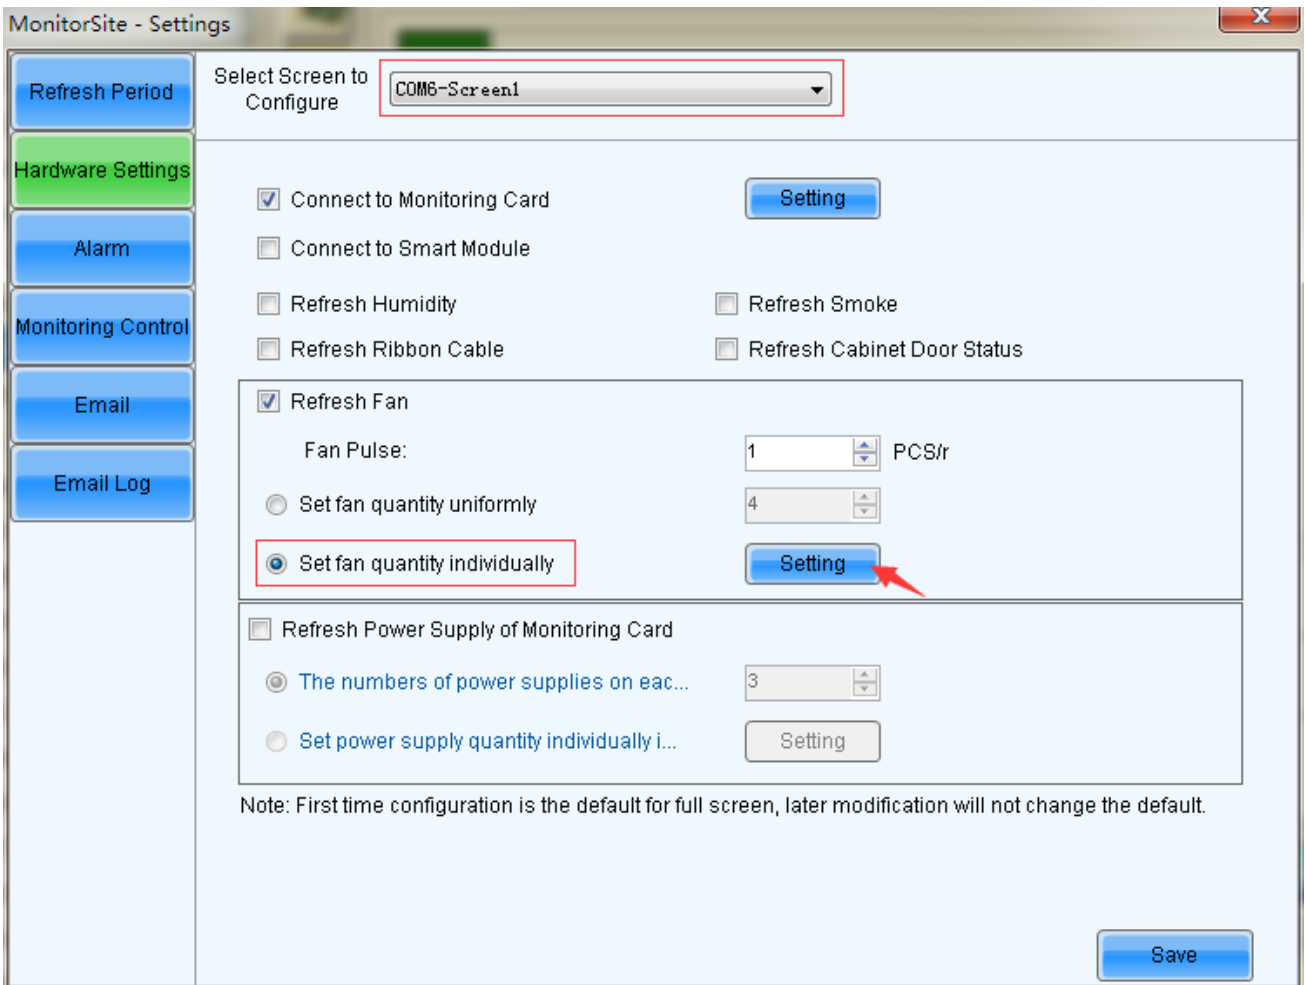 MonitorSite - Settings
X
Refresh Period
Hardware Settings
Alarm
Monitoring Control
Email
Email Log
Select Screen to
Configure
COM6-Screen1
Connect to Monitoring Card
Setting
Connect to Smart Module
Refresh Humidity
Refresh Smoke
Refresh Ribbon Cable
Refresh Cabinet Door Status
Refresh Fan
Fan Pulse:
1
PCS/r
Set fan quantity uniformly
4
Set fan quantity individually
Setting
Refresh Power Supply of Monitoring Card
The numbers of power supplies on eac...
3
Set power supply quantity individually i...
Setting
Note: First time configuration is the default for full screen, later modification will not change the default.
Save